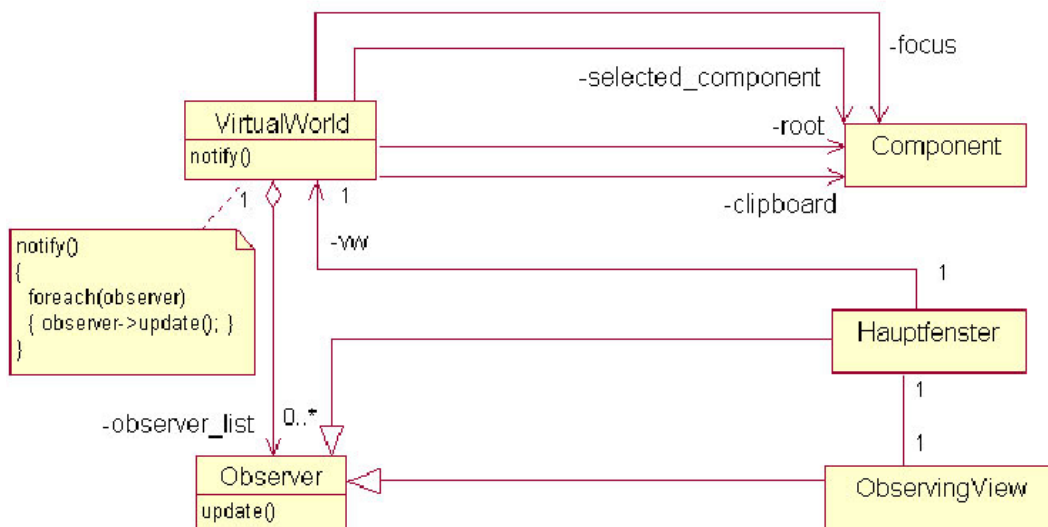 -focus
-selected_component
VirtualWorld
notify()
-root
Component
-clipboard
1
1
-vw
notify()
{
foreach(observer)
{ observer->update(); }
}
1
Hauptfenster
1
-observer_list
0..*
1
Observer
update()
ObservingView